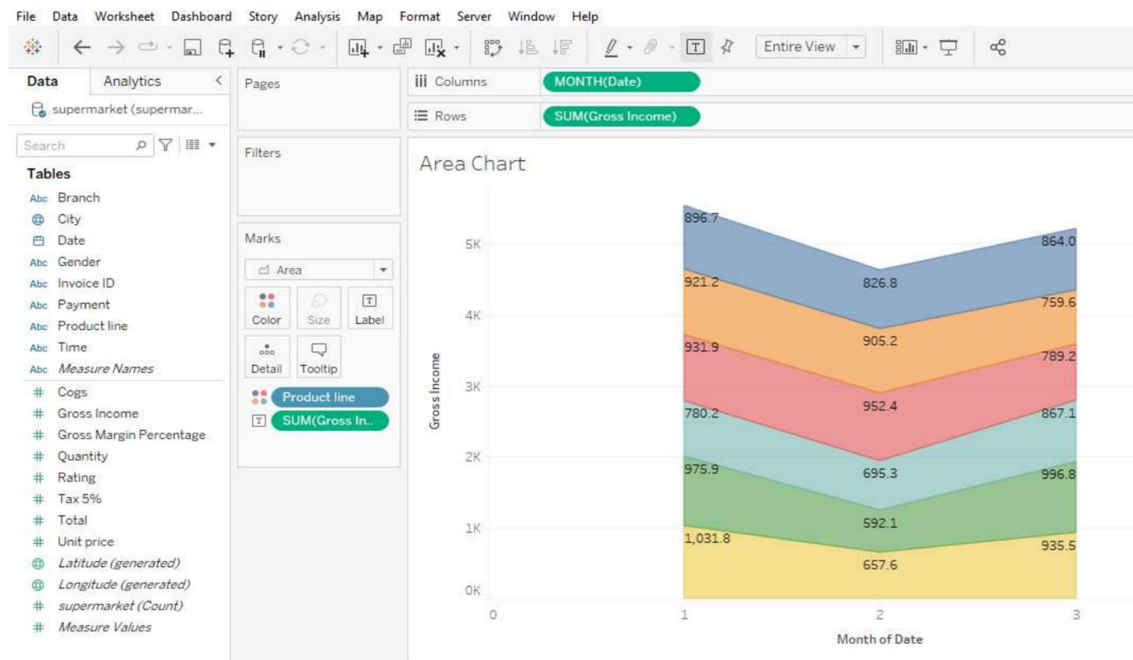 File Data Worksheet Dashboard Story Analysis Map Format Server Window Help
Entire View
Data Analytics
supermarket (supermar...
Search
Tables
Abc Branch
City
Date
Abc Gender
Abc Invoice ID
Abc Payment
Abc Product line
Abc Time
Abc Measure Names
# Cogs
# Gross Income
# Gross Margin Percentage
# Quantity
# Rating
# Tax 5%
# Total
# Unit price
Latitude (generated)
Longitude (generated)
# supermarket (Count)
# Measure Values
Pages
Filters
Marks
Area
Color Size Label
Detail Tooltip
Product line
SUM(Gross In..
Columns MONTH(Date)
Rows SUM(Gross Income)
Area Chart
Gross Income
5K
4K
3K
2K
1K
0K
896.7 826.8 864.0
921.2 905.2 759.6
931.9 952.4 789.2
780.2 695.3 867.1
975.9 592.1 996.8
1,031.8 657.6 935.5
0 1 2 3
Month of Date